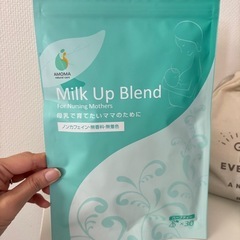 AMOMA
Milk Up Blend
For Nursing Mothers
母乳で育てたいママのために
ノンカフェイン・無香料・無着色
EVE
A N